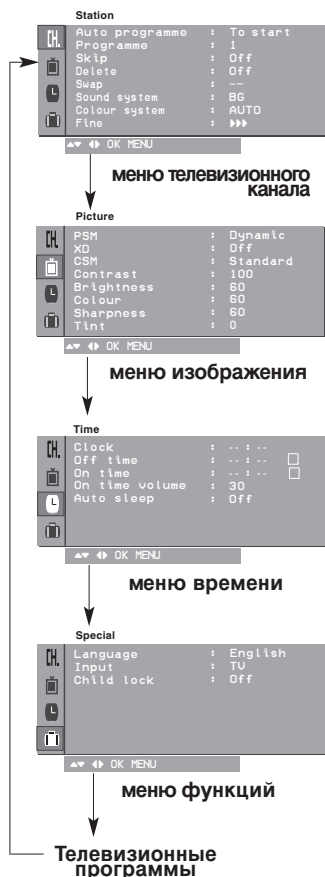 Station
CH.
Auto programme : To start
Programme : 1
Skip : Off
Delete : Off
Swap : --
Sound system : BG
Colour system : AUTO
Fine : ►►►
▲▼ ◀▶ OK MENU
меню телевизионного
канала
Picture
CH.
PSM : Dynamic
XD : Off
CSM : Standard
Contrast : 100
Brightness : 60
Colour : 60
Sharpness : 60
Tint : 0
▲▼ ◀▶ OK MENU
меню изображения
Time
CH.
Clock : -- : --
Off time : -- : -- □
On time : -- : -- □
On time volume : 30
Auto sleep : Off
▲▼ ◀▶ OK MENU
меню времени
Special
CH.
Language : English
Input : TV
Child lock : Off
▲▼ ◀▶ OK MENU
меню функций
Телевизионные
программы